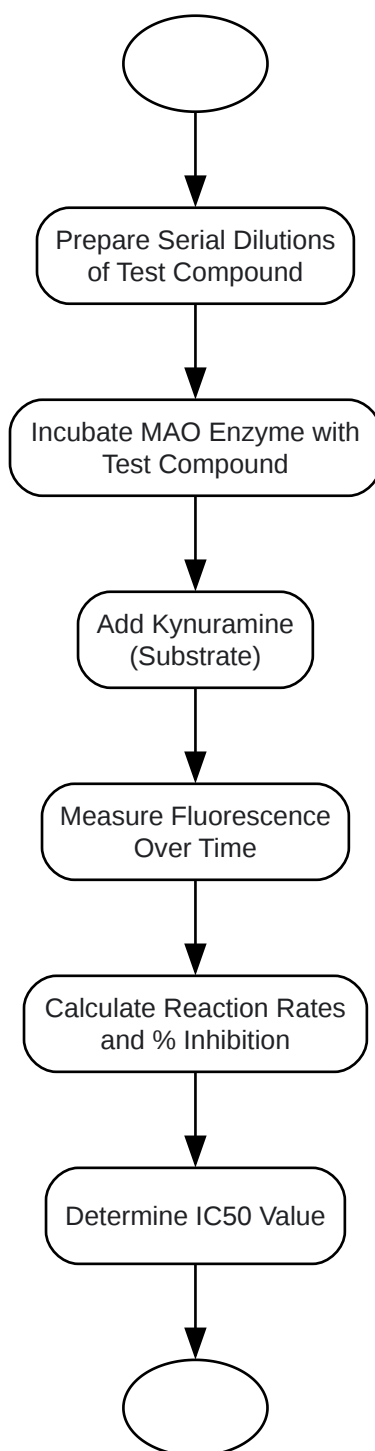 Prepare Serial Dilutions
of Test Compound
Incubate MAO Enzyme with
Test Compound
Add Kynuramine
(Substrate)
Measure Fluorescence
Over Time
Calculate Reaction Rates
and % Inhibition
Determine IC50 Value